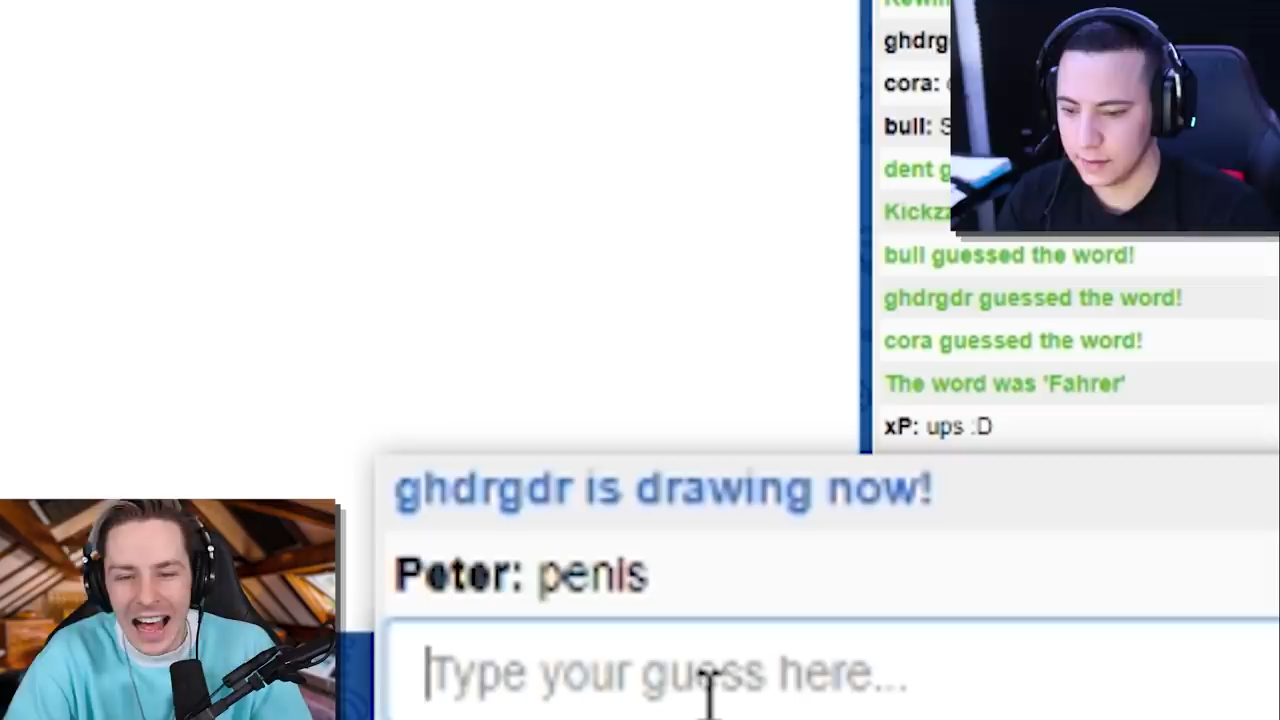 ghdrg
cora:
bull: S
dent g
Kickzz
bull guessed the word!
ghdrgdr guessed the word!
cora guessed the word!
The word was 'Fahrer'
xP: ups :D
ghdrgdr is drawing now!
Peter: penis
Type your guess here...